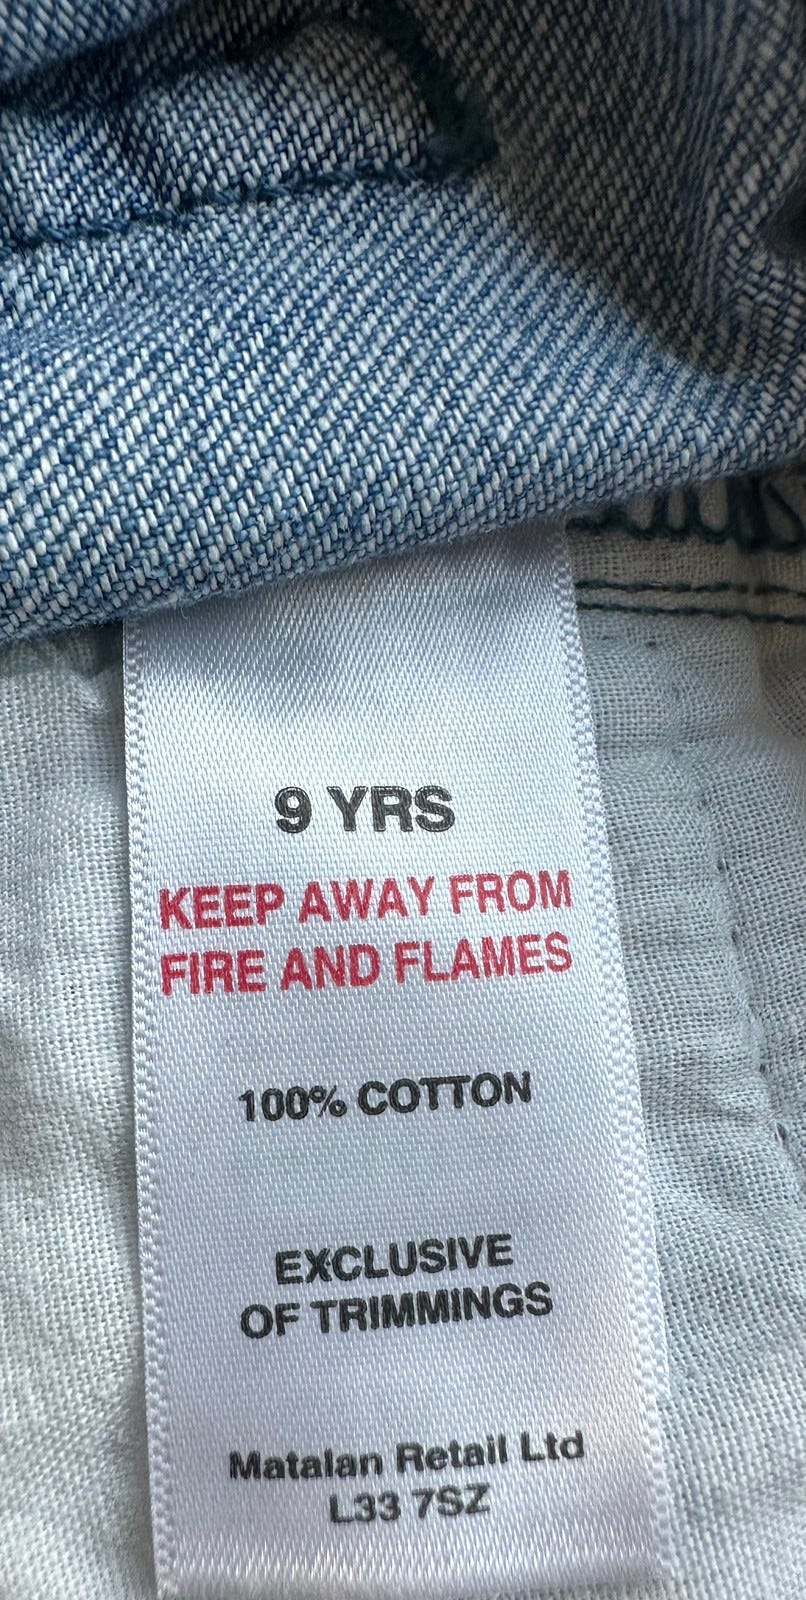 9 YRS
KEEP AWAY FROM
FIRE AND FLAMES
100% COTTON
EXCLUSIVE
OF TRIMMINGS
Matalan Retail Ltd
L33 7SZ